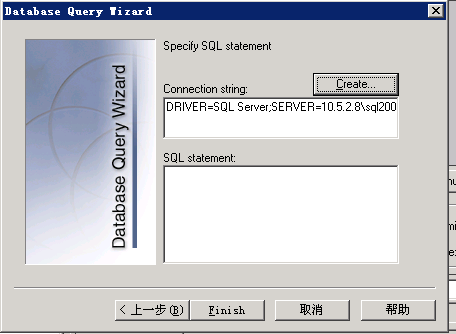 Database Query Wizard
Specify SQL statement
Create...
Connection string:
DRIVER=SQL Server;SERVER=10.5.2.8\sql200
SQL statement:
Database Query Wizard
< 上一步(B)
Finish
取消
帮助